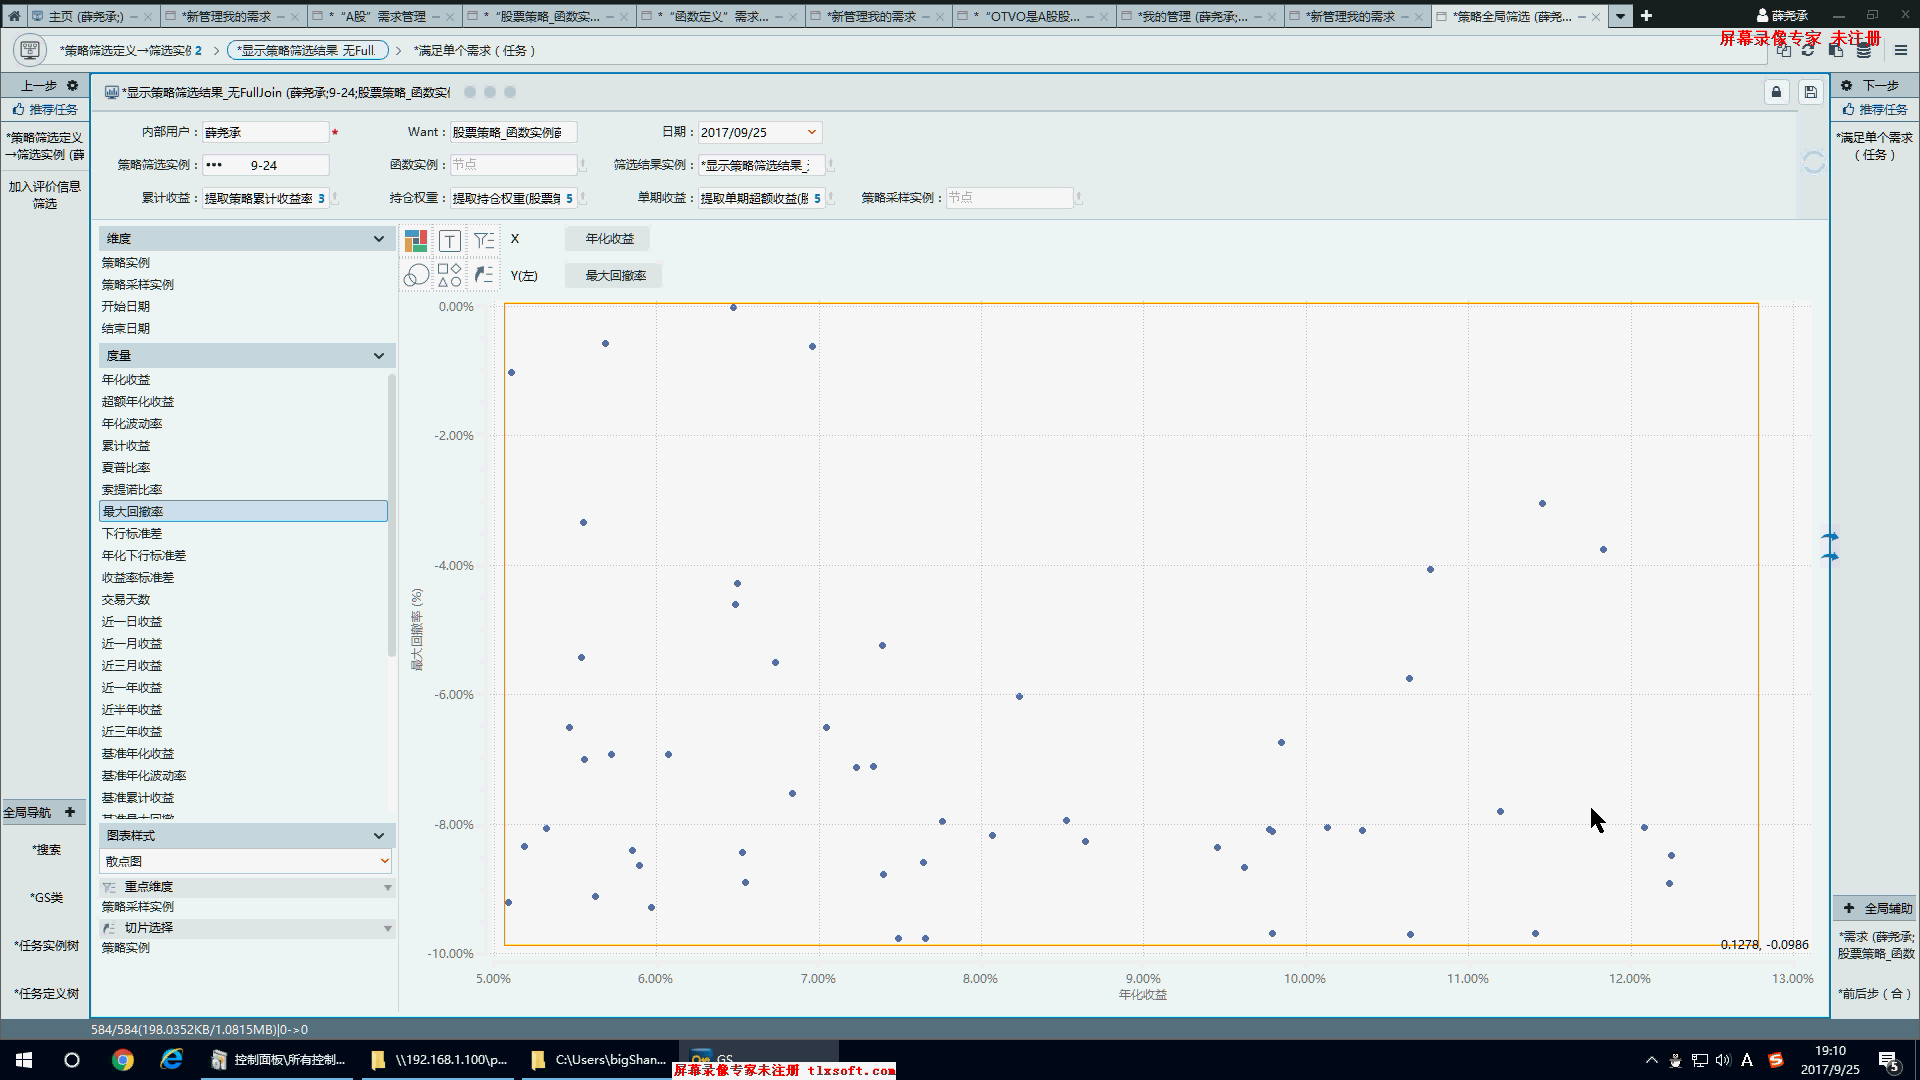 主页 (薛尧承;)
*新管理我的需求
*“A股”需求管理
*“股票策略_函数实...
*“函数定义”需求...
*新管理我的需求
*“OTVO是A股股...
*我的管理 (薛尧承;...
*新管理我的需求
*策略全局筛选 (薛尧...
薛尧承
屏幕录像专家 未注册
*策略筛选定义→筛选实例 2
*显示策略筛选结果 无Full.
*满足单个需求（任务）
上一步
推荐任务
*策略筛选定义
→筛选实例 (薛
加入评价信息
筛选
全局导航
*搜索
*GS类
*任务实例树
*任务定义树
*显示策略筛选结果_无FullJoin (薛尧承;9-24;股票策略_函数实例
内部用户：
薛尧承
*
Want：
股票策略_函数实例
日期：
2017/09/25
策略筛选实例：
••• 9-24
函数实例：
节点
筛选结果实例：
*显示策略筛选结果_
累计收益：
提取策略累计收益率 3
持仓权重：
提取持仓权重(股票策 5
单期收益：
提取单期超额收益(股 5
策略采样实例：
节点
维度
策略实例
策略采样实例
开始日期
结束日期
度量
年化收益
超额年化收益
年化波动率
累计收益
夏普比率
索提诺比率
最大回撤率
下行标准差
年化下行标准差
收益率标准差
交易天数
近一日收益
近一月收益
近三月收益
近一年收益
近半年收益
近三年收益
基准年化收益
基准年化波动率
基准累计收益
基准最大回撤
图表样式
散点图
重点维度
策略采样实例
切片选择
策略实例
X
年化收益
Y(左)
最大回撤率
0.00%
-2.00%
-4.00%
-6.00%
-8.00%
-10.00%
最大回撤率 (%)
5.00%
6.00%
7.00%
8.00%
9.00%
10.00%
11.00%
12.00%
13.00%
年化收益
0.1278, -0.0986
下一步
推荐任务
*满足单个需求
（任务）
全局辅助
*需求 (薛尧承;
股票策略_函数
*前后步（合）
584/584(198.0352KB/1.0815MB)|0->0
控制面板\所有控制...
\\192.168.1.100\p...
C:\Users\bigShan...
GS
屏幕录像专家未注册 tlxsoft.com
A
19:10
2017/9/25
5